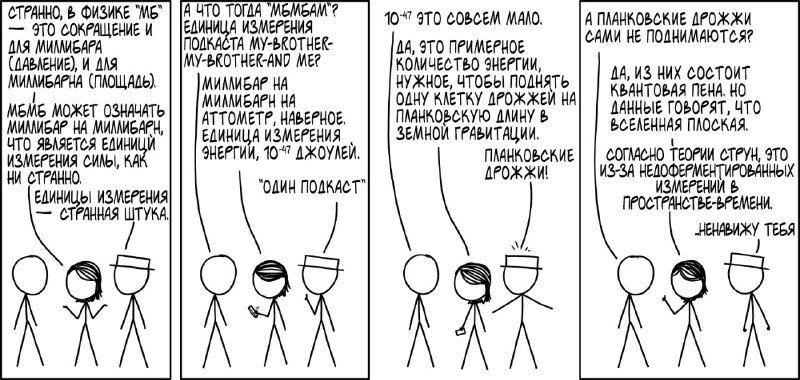 СТРАННО, В ФИЗИКЕ "МБ"
— ЭТО СОКРАЩЕНИЕ И
ДЛЯ МИЛЛИБАРА
(ДАВЛЕНИЕ), И ДЛЯ
МИЛЛИБАРНА (ПЛОЩАДЬ).
МБМБ МОЖЕТ ОЗНАЧАТЬ
МИЛЛИБАР НА МИЛЛИБАРН,
ЧТО ЯВЛЯЕТСЯ ЕДИНИЦЙ
ИЗМЕРЕНИЯ СИЛЫ, КАК
НИ СТРАННО.
ЕДИНИЦЫ ИЗМЕРЕНИЯ
— СТРАННАЯ ШТУКА.
А ЧТО ТОГДА "МБМБАМ"?
ЕДИНИЦА ИЗМЕРЕНИЯ
ПОДКАСТА MY-BROTHER-
MY-BROTHER-AND ME?
МИЛЛИБАР НА
МИЛЛИБАРН НА
АТТОМЕТР, НАВЕРНОЕ.
ЕДИНИЦА ИЗМЕРЕНИЯ
ЭНЕРГИИ, 10⁻⁴⁷ ДЖОУЛЕЙ.
"ОДИН ПОДКАСТ"
10⁻⁴⁷ ЭТО СОВСЕМ МАЛО.
ДА, ЭТО ПРИМЕРНОЕ
КОЛИЧЕСТВО ЭНЕРГИИ,
НУЖНОЕ, ЧТОБЫ ПОДНЯТЬ
ОДНУ КЛЕТКУ ДРОЖЖЕЙ НА
ПЛАНКОВСКУЮ ДЛИНУ В
ЗЕМНОЙ ГРАВИТАЦИИ.
ПЛАНКОВСКИЕ
ДРОЖЖИ!
А ПЛАНКОВСКИЕ ДРОЖЖИ
САМИ НЕ ПОДНИМАЮТСЯ?
ДА, ИЗ НИХ СОСТОИТ
КВАНТОВАЯ ПЕНА. НО
ДАННЫЕ ГОВОРЯТ, ЧТО
ВСЕЛЕННАЯ ПЛОСКАЯ.
СОГЛАСНО ТЕОРИИ СТРУН, ЭТО
ИЗ-ЗА НЕДОФЕРМЕНТИРОВАННЫХ
ИЗМЕРЕНИЙ В
ПРОСТРАНСТВЕ-ВРЕМЕНИ.
..НЕНАВИЖУ ТЕБЯ